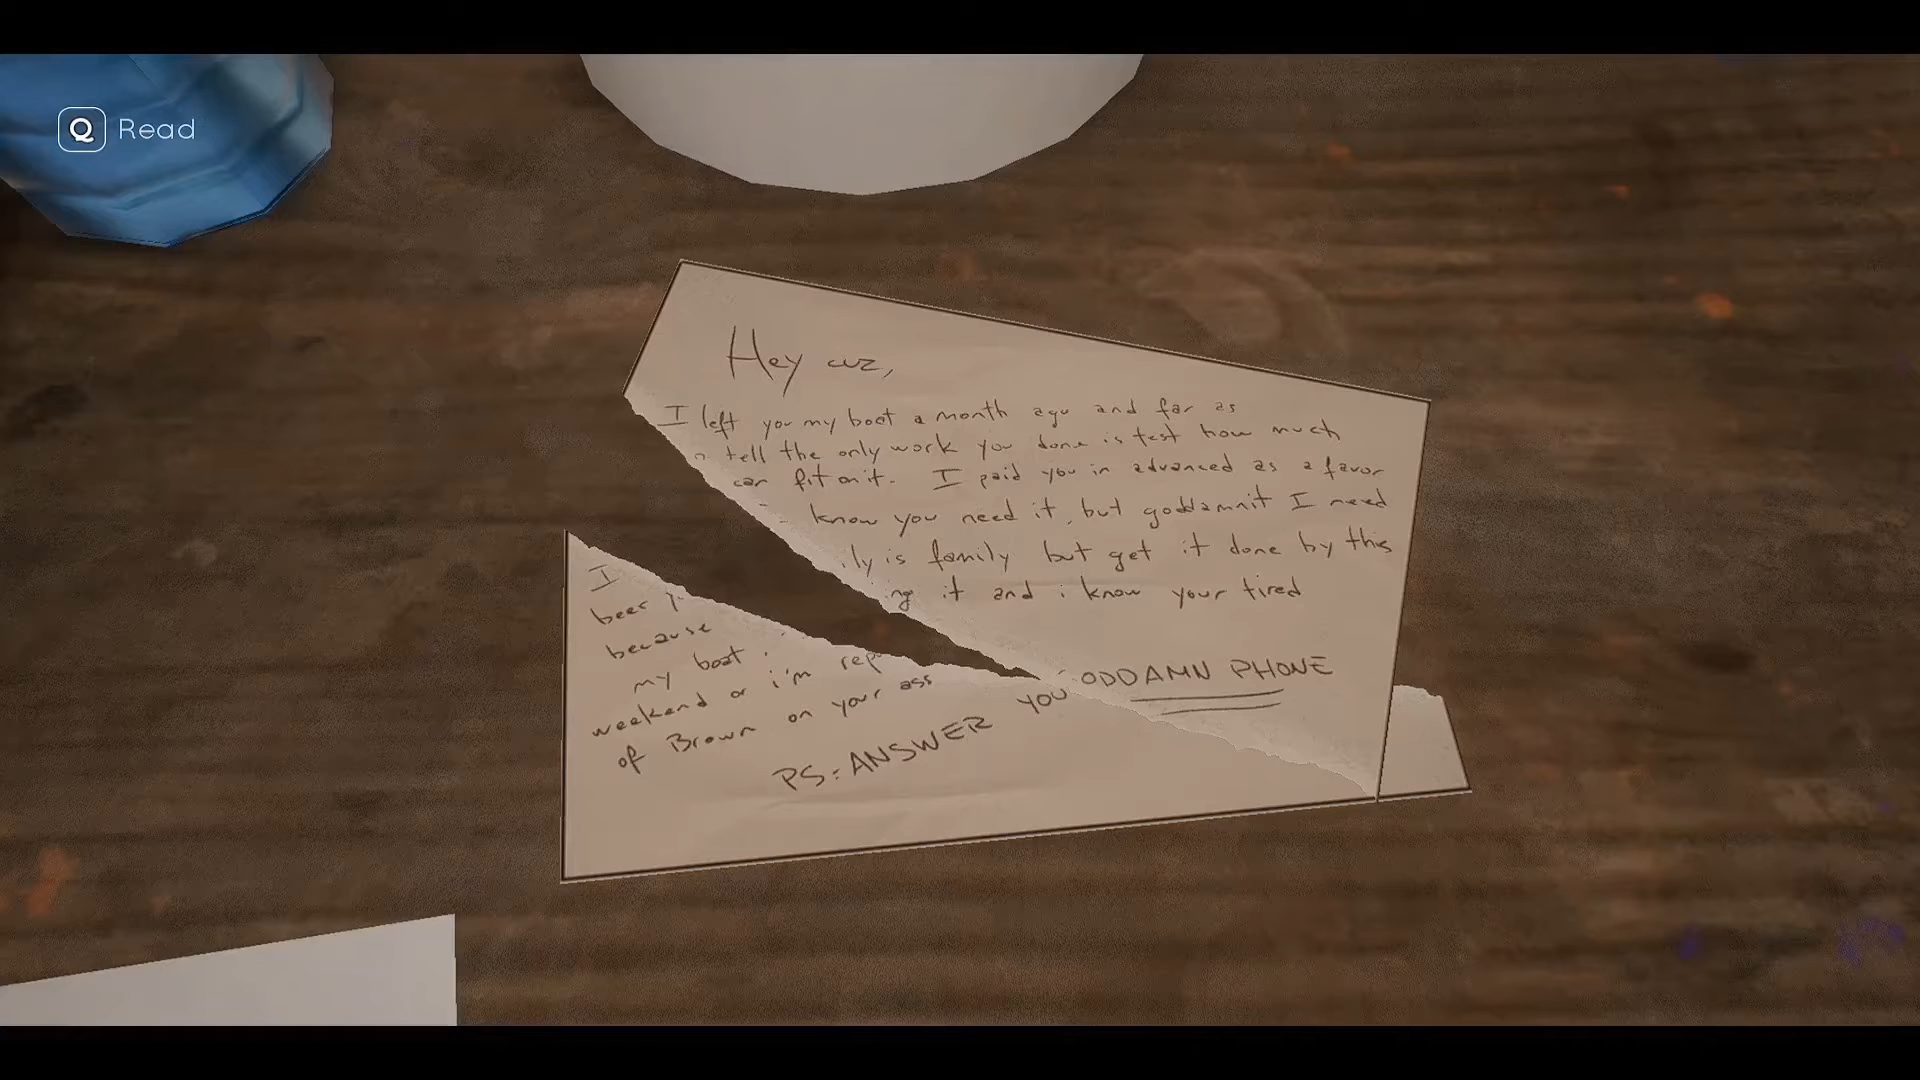 Q Read
Hey cuz,
I left you my boat a month ago and far as
tell the only work you done is test how much
can fit on it. I paid you in advanced as a favor
know you need it, but goddamnit I need
ly is family but get it done by this
ng it and i know your tired
ODDAMN PHONE
I
beer
because
my boat.
weekend or i'm rep
of Brown on your ass
PS: ANSWER YOU